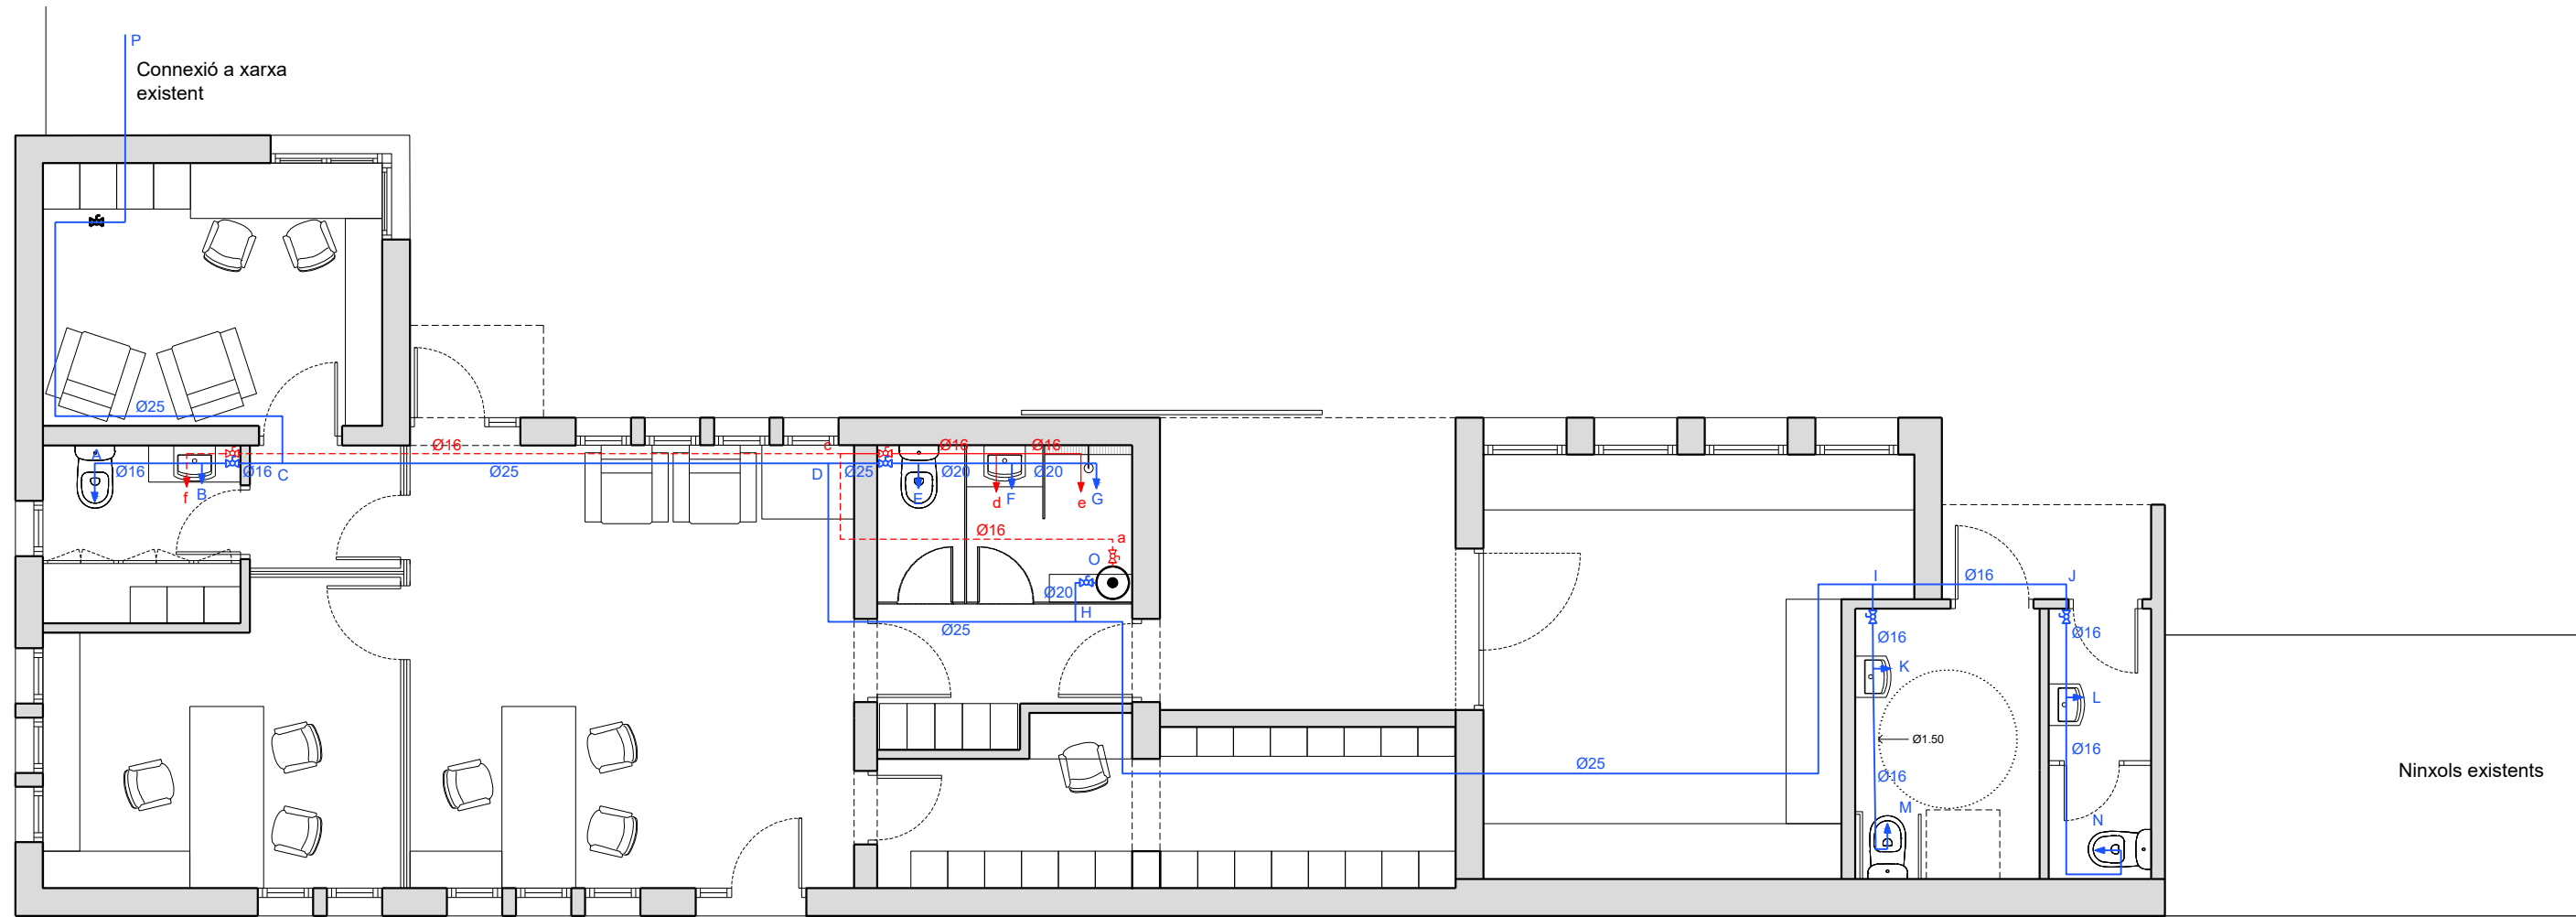 P
Connexió a xarxa
existent
Ø25
Ø16
c
Ø16
Ø16
A
Ø16
Ø16
C
Ø25
D
Ø25
Ø20
Ø20
f
B
E
d
F
e
G
Ø16
a
O
Ø20
H
Ø25
I
Ø16
J
Ø16
Ø16
K
L
Ø1.50
Ø16
Ø25
Ø16
M
N
Ninxols existents